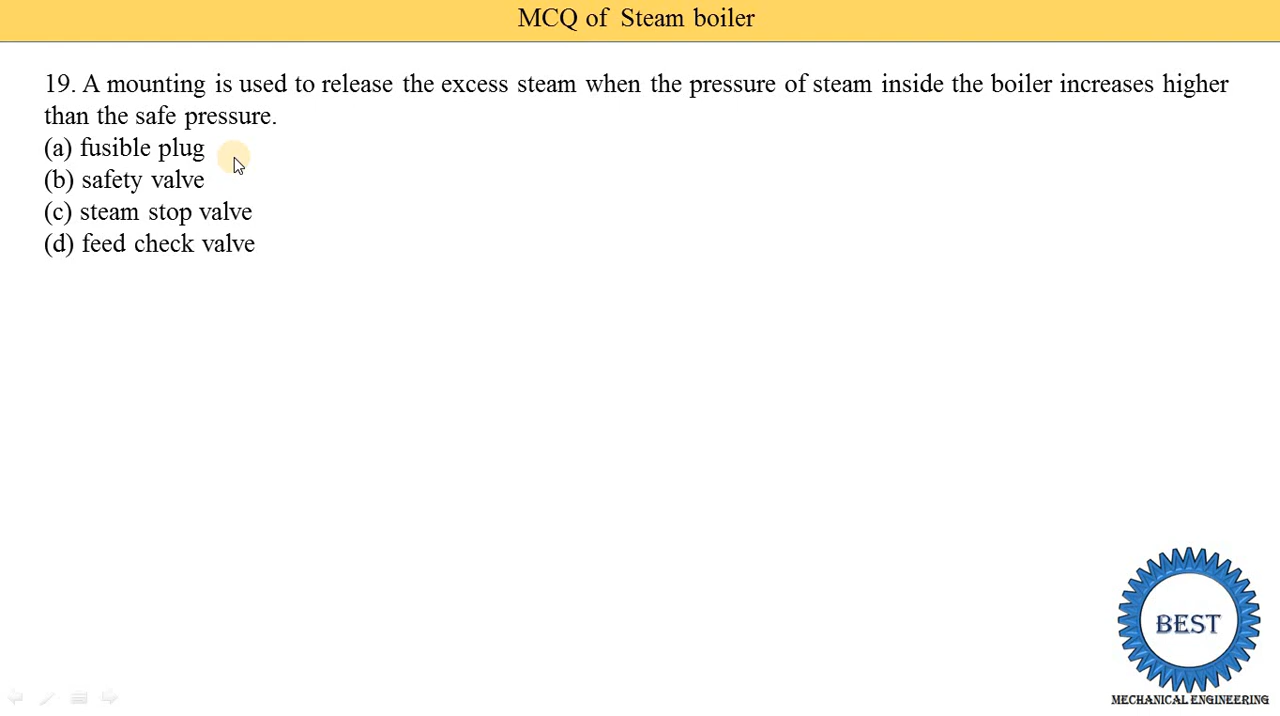 MCQ of Steam boiler
19. A mounting is used to release the excess steam when the pressure of steam inside the boiler increases higher
than the safe pressure.
(a) fusible plug
(b) safety valve
(c) steam stop valve
(d) feed check valve
BEST
MECHANICAL ENGINEERING